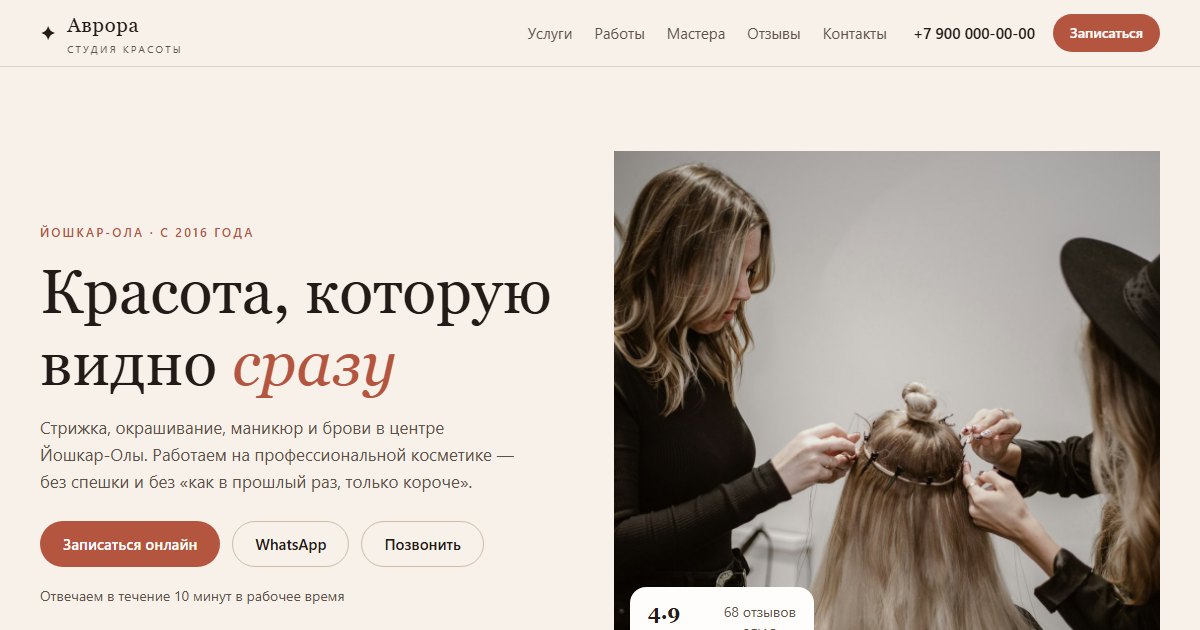 Аврора
СТУДИЯ КРАСОТЫ
Услуги
Работы
Мастера
Отзывы
Контакты
+7 900 000-00-00
Записаться
ЙОШКАР-ОЛА · С 2016 ГОДА
Красота, которую
видно сразу
Стрижка, окрашивание, маникюр и брови в центре
Йошкар-Олы. Работаем на профессиональной косметике —
без спешки и без «как в прошлый раз, только короче».
Записаться онлайн
WhatsApp
Позвонить
Отвечаем в течение 10 минут в рабочее время
4.9
68 отзывов